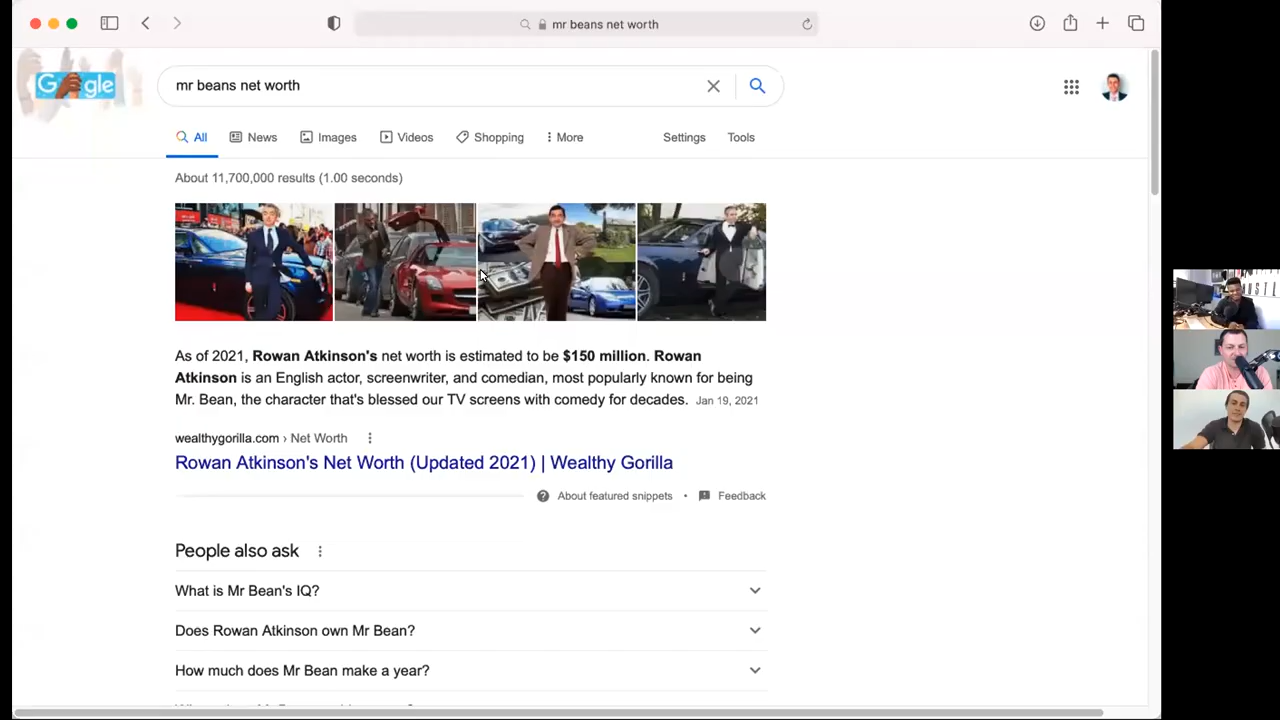 mr beans net worth
Google
mr beans net worth
All
News
Images
Videos
Shopping
More
Settings
Tools
About 11,700,000 results (1.00 seconds)
As of 2021, Rowan Atkinson's net worth is estimated to be $150 million. Rowan
Atkinson is an English actor, screenwriter, and comedian, most popularly known for being
Mr. Bean, the character that's blessed our TV screens with comedy for decades. Jan 19, 2021
wealthygorilla.com › Net Worth
Rowan Atkinson's Net Worth (Updated 2021) | Wealthy Gorilla
About featured snippets • Feedback
People also ask
What is Mr Bean's IQ?
Does Rowan Atkinson own Mr Bean?
How much does Mr Bean make a year?